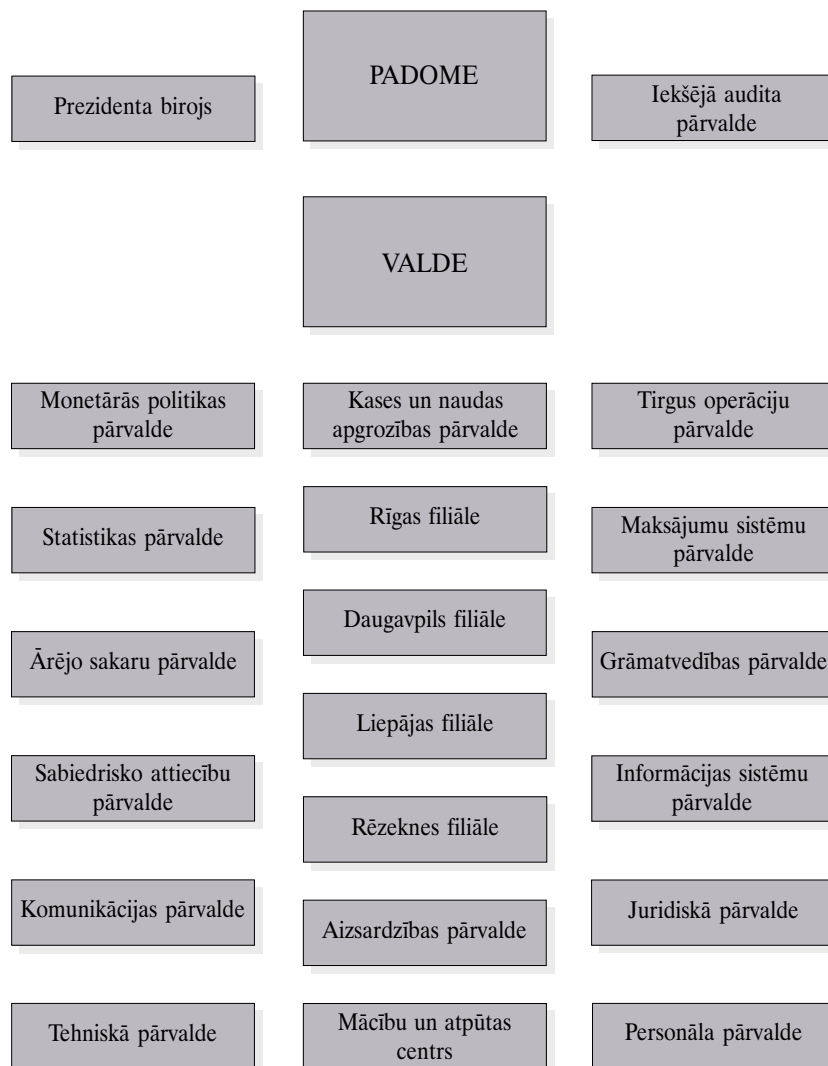 PADOME
Prezidenta birojs
Iekšējā audita
pārvalde
VALDE
Monetārās politikas
pārvalde
Kases un naudas
apgrozības pārvalde
Tirgus operāciju
pārvalde
Statistikas pārvalde
Rīgas filiāle
Maksājumu sistēmu
pārvalde
Daugavpils filiāle
Ārējo sakaru pārvalde
Grāmatvedības pārvalde
Liepājas filiāle
Sabiedrisko attiecību
pārvalde
Informācijas sistēmu
pārvalde
Rēzeknes filiāle
Komunikācijas pārvalde
Aizsardzības pārvalde
Juridiskā pārvalde
Tehniskā pārvalde
Mācību un atpūtas
centrs
Personāla pārvalde